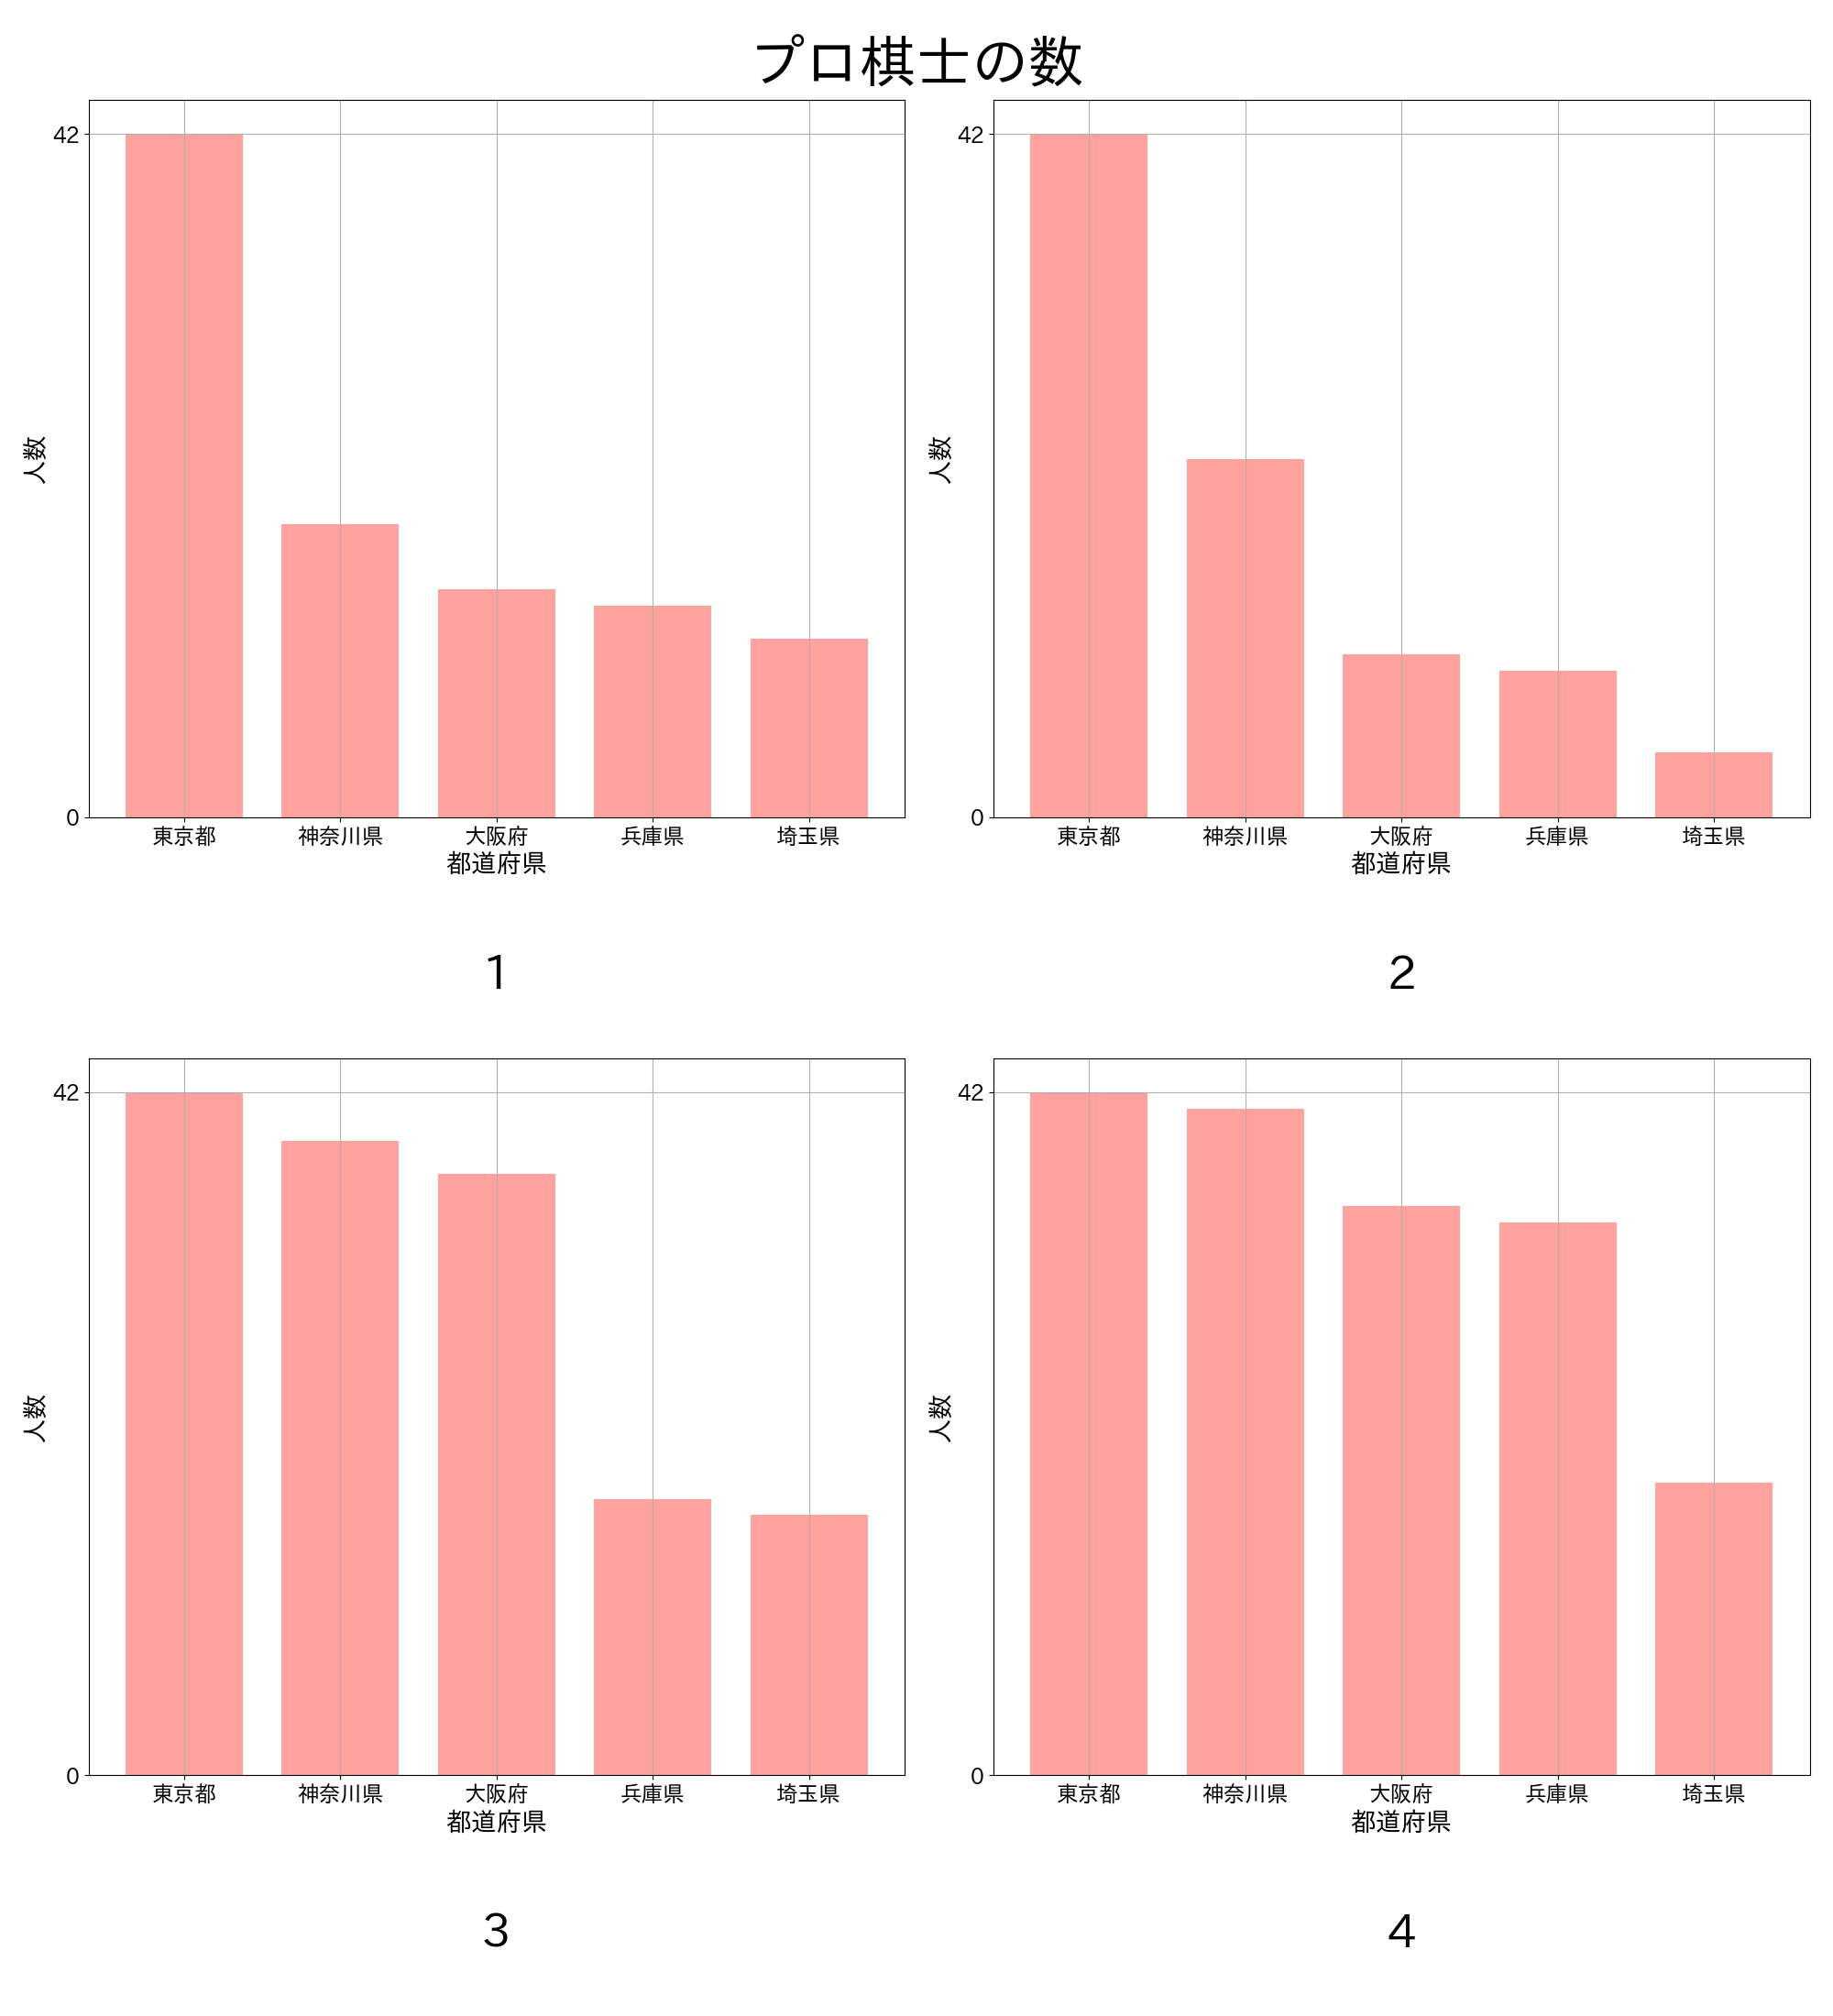 プロ棋士の数
42
0
人数
東京都 神奈川県 大阪府 兵庫県 埼玉県
都道府県
1
42
0
人数
東京都 神奈川県 大阪府 兵庫県 埼玉県
都道府県
2
42
0
人数
東京都 神奈川県 大阪府 兵庫県 埼玉県
都道府県
3
42
0
人数
東京都 神奈川県 大阪府 兵庫県 埼玉県
都道府県
4